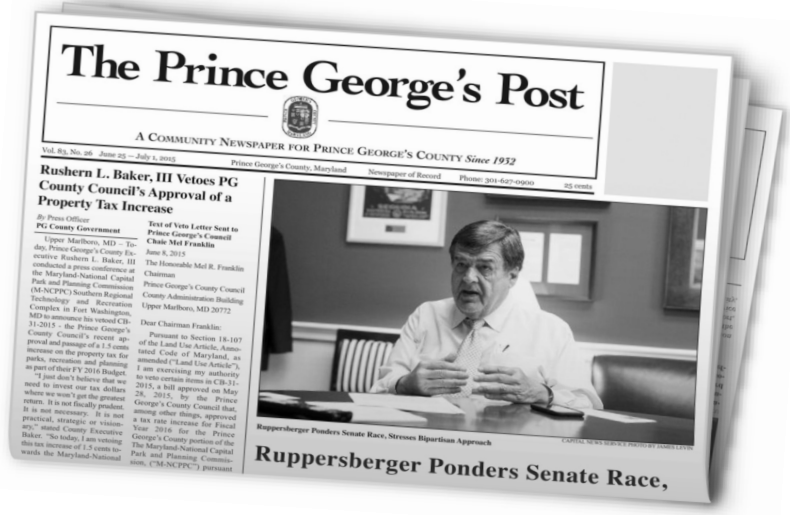 The Prince George's Post
A COMMUNITY NEWSPAPER FOR PRINCE GEORGE'S COUNTY Since 1932
Vol. 83, No. 26 June 25 — July 1, 2015
Prince George's County, Maryland
Newspaper of Record
Phone: 301-627-0900
25 cents
Rushern L. Baker, III Vetoes PG
County Council's Approval of a
Property Tax Increase
By Press Officer
PG County Government
Upper Marlboro, MD – To-
day, Prince George's County Ex-
ecutive Rushern L. Baker, III
conducted a press conference at
the Maryland-National Capital
Park and Planning Commission
(M-NCPPC) Southern Regional
Technology and Recreation
Complex in Fort Washington,
MD to announce his vetoed CB-
31-2015 - the Prince George's
County Council's recent ap-
proval and passage of a 1.5 cents
increase on the property tax for
parks, recreation and planning
as part of their FY 2016 Budget.
"I just don't believe that we
need to invest our tax dollars
where we won't get the greatest
return. It is not fiscally prudent.
It is not necessary. It is not
practical, strategic or vision-
ary," stated County Executive
Baker. "So today, I am vetoing
this tax increase of 1.5 cents to-
wards the Maryland-National
Text of Veto Letter Sent to
Prince George's Council
Chair Mel Franklin
June 8, 2015
The Honorable Mel R. Franklin
Chairman
Prince George's County Council
County Administration Building
Upper Marlboro, MD 20772
Dear Chairman Franklin:
Pursuant to Section 18-107
of the Land Use Article, Anno-
tated Code of Maryland, as
amended ("Land Use Article"),
I am exercising my authority
to veto certain items in CB-31-
2015, a bill approved on May
28, 2015, by the Prince
George's County Council that,
among other things, approved
a tax rate increase for Fiscal
Year 2016 for the Prince
George's County portion of the
The Maryland-National Capital
Park and Planning Commis-
sion, ("M-NCPPC") pursuant
Ruppersberger Ponders Senate Race, Stresses Bipartisan Approach
CAPITAL NEWS SERVICE PHOTO BY JAMES LEVIN
Ruppersberger Ponders Senate Race,